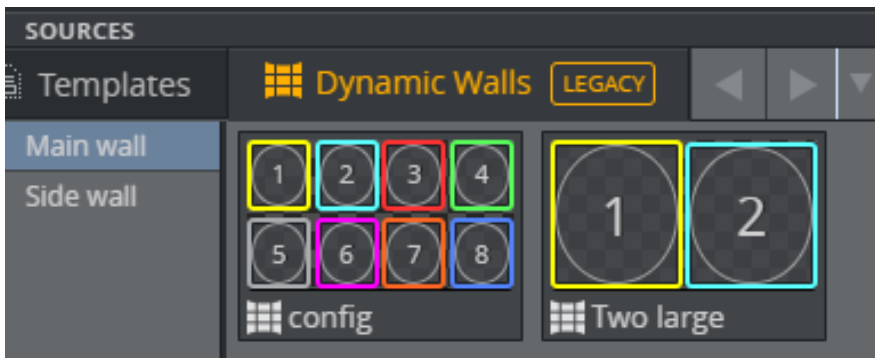 SOURCES
Templates
Dynamic Walls LEGACY
Main wall
Side wall
1 2 3 4
5 6 7 8
config
1 2
Two large